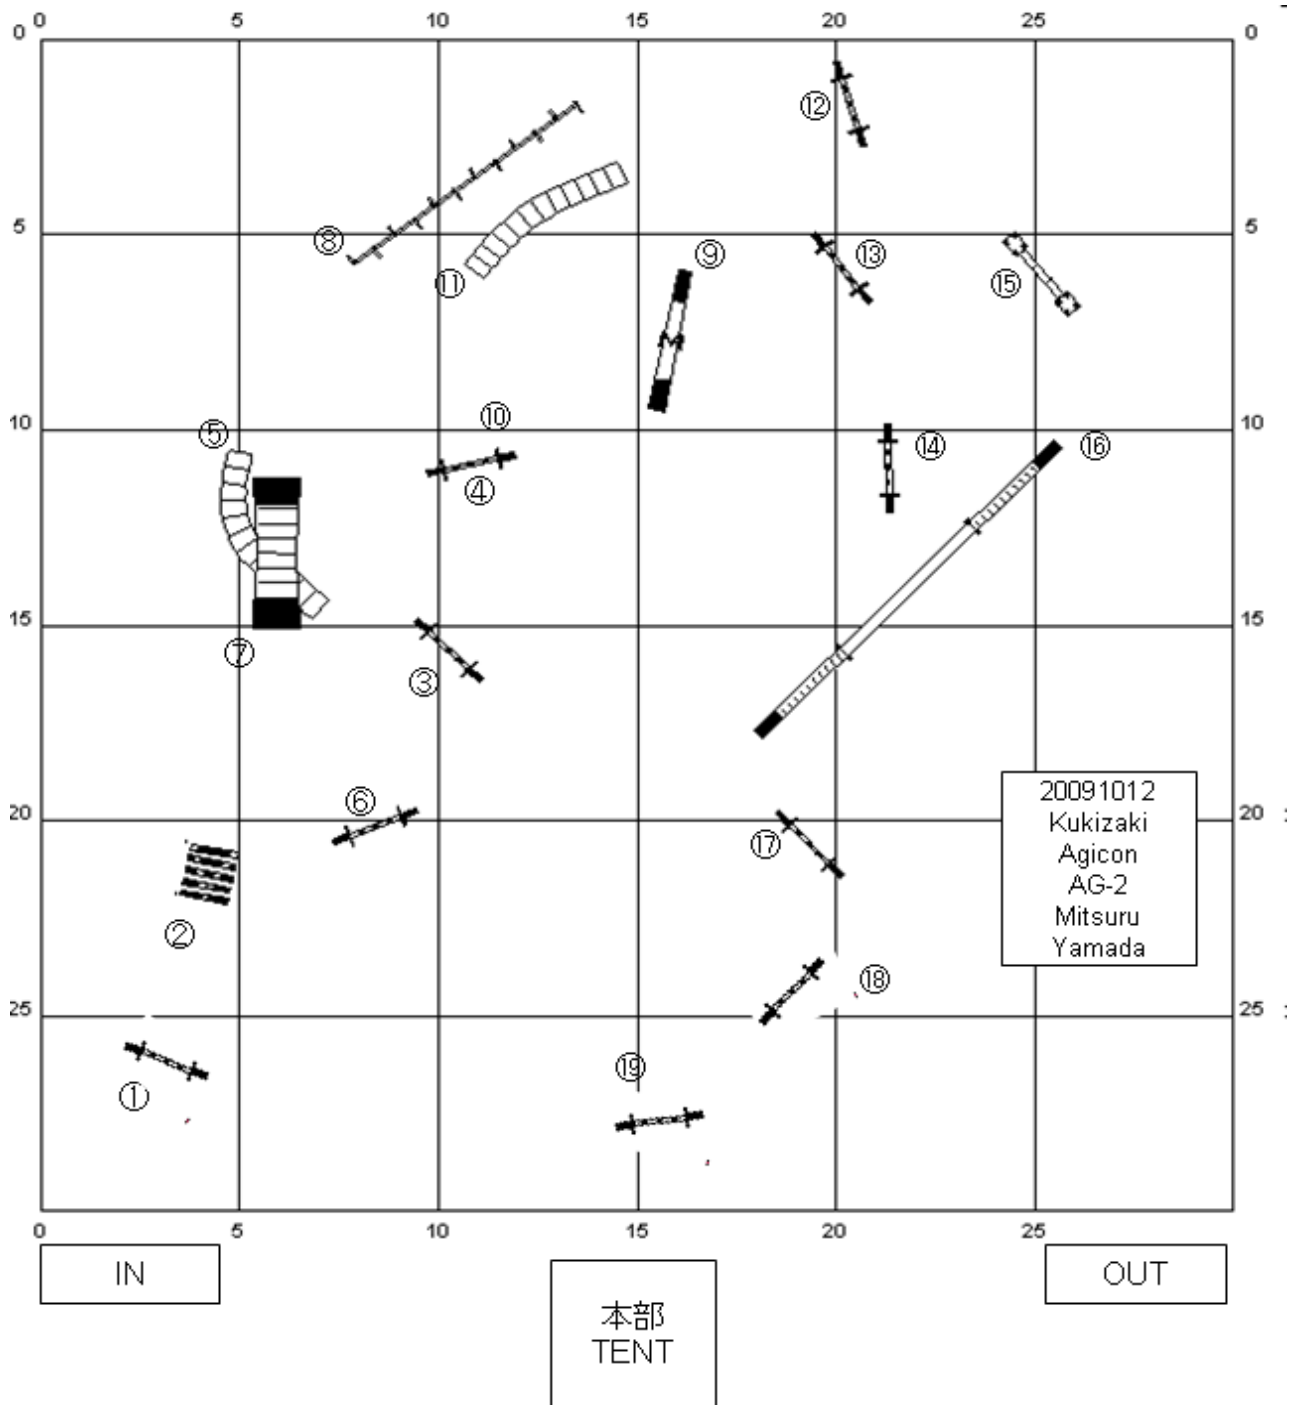 0 5 10 15 20 25
0 0
⑫
5 5
⑧ ⑨ ⑬
⑪ ⑮
10 10
⑤ ⑩ ⑭ ⑯
④
15 15
⑦ ③
20 20
⑥ ⑰
20091012
Kukizaki
Agicon
AG-2
Mitsuru
Yamada
② ⑱
25 25
① ⑲
0 5 10 15 20 25
IN
本部
TENT
OUT